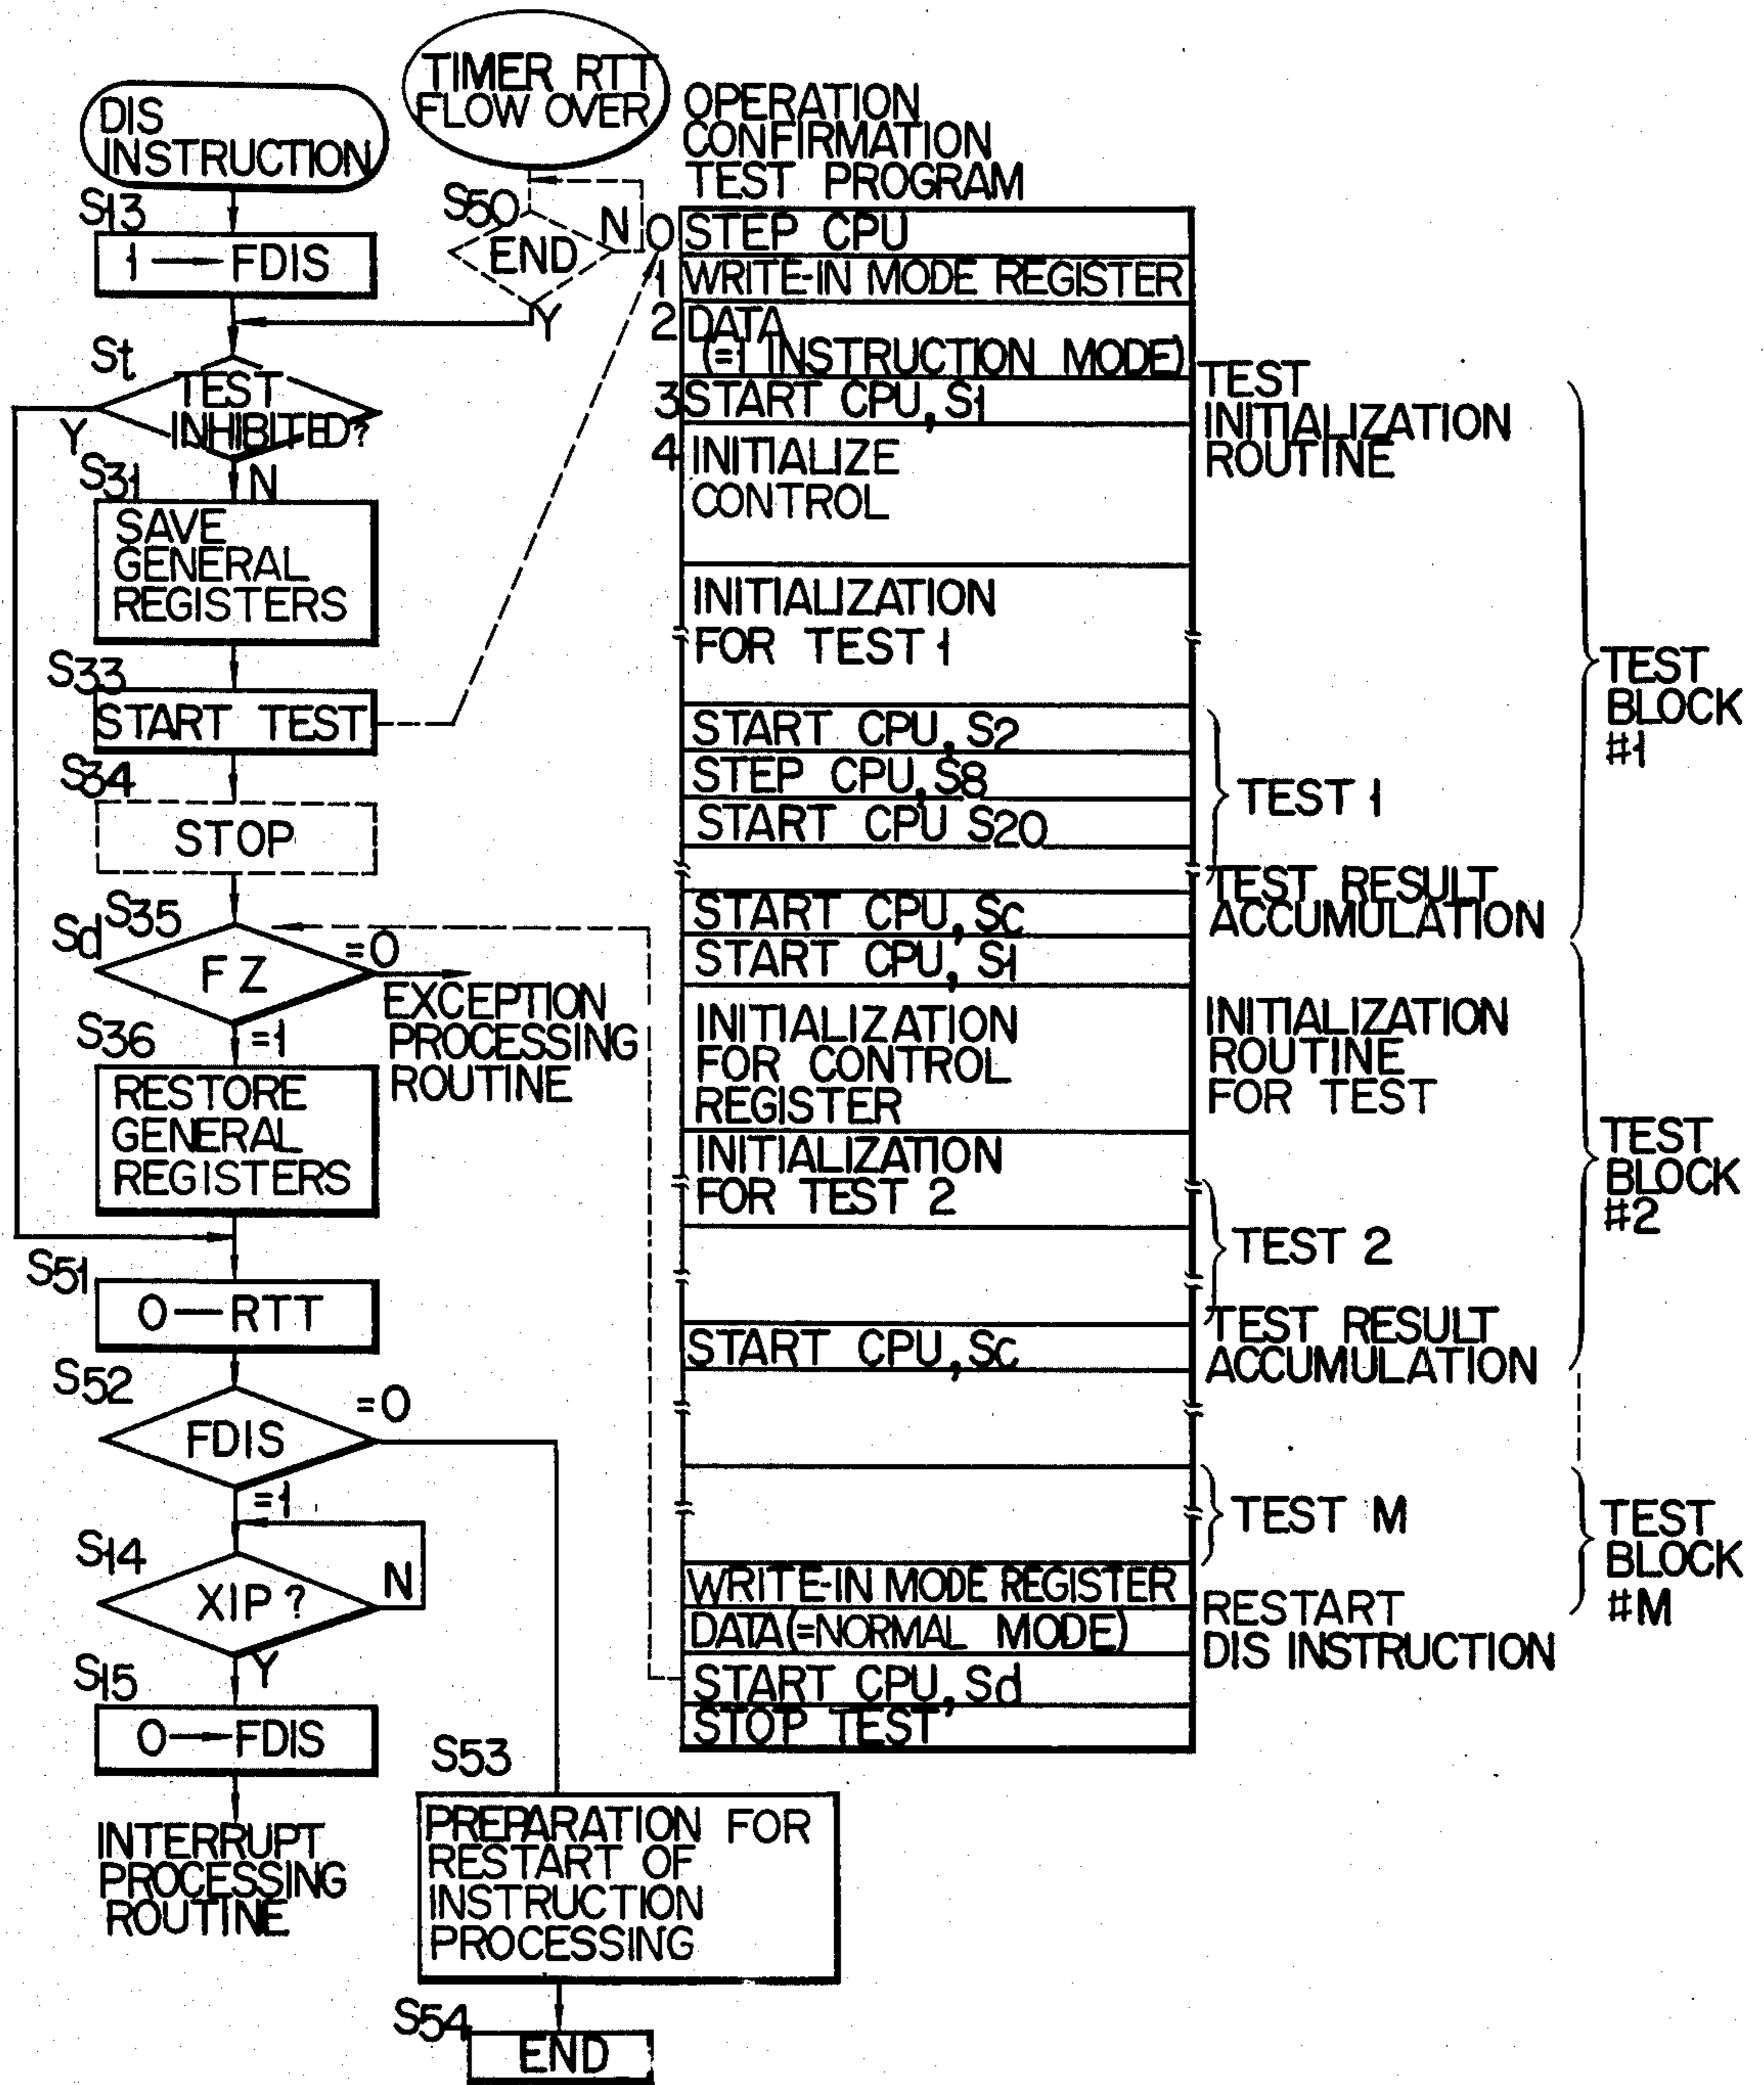 DIS
INSTRUCTION
S13
1 → FDIS
TIMER RTT
FLOW OVER
S50
END
N
Y
St
TEST
INHIBITED?
Y
N
S31
SAVE
GENERAL
REGISTERS
S33
START TEST
S34
STOP
S35
Sd
FZ
=0
EXCEPTION
PROCESSING
ROUTINE
=1
S36
RESTORE
GENERAL
REGISTERS
S51
0 — RTT
S52
FDIS
=0
=1
S14
XIP?
N
Y
S15
0 → FDIS
INTERRUPT
PROCESSING
ROUTINE
S53
PREPARATION FOR
RESTART OF
INSTRUCTION
PROCESSING
S54
END
OPERATION
CONFIRMATION
TEST PROGRAM
0 STEP CPU
1 WRITE-IN MODE REGISTER
2 DATA
(=1 INSTRUCTION MODE)
3 START CPU, S1
4 INITIALIZE
CONTROL
INITIALIZATION
FOR TEST 1
START CPU, S2
STEP CPU, S8
START CPU S20
START CPU, Sc
START CPU, S1
INITIALIZATION
FOR CONTROL
REGISTER
INITIALIZATION
FOR TEST 2
START CPU, Sc
WRITE-IN MODE REGISTER
DATA(=NORMAL MODE)
START CPU, Sd
STOP TEST
TEST
INITIALIZATION
ROUTINE
TEST 1
TEST RESULT
ACCUMULATION
INITIALIZATION
ROUTINE
FOR TEST
TEST 2
TEST RESULT
ACCUMULATION
TEST M
RESTART
DIS INSTRUCTION
TEST
BLOCK
#1
TEST
BLOCK
#2
TEST
BLOCK
#M